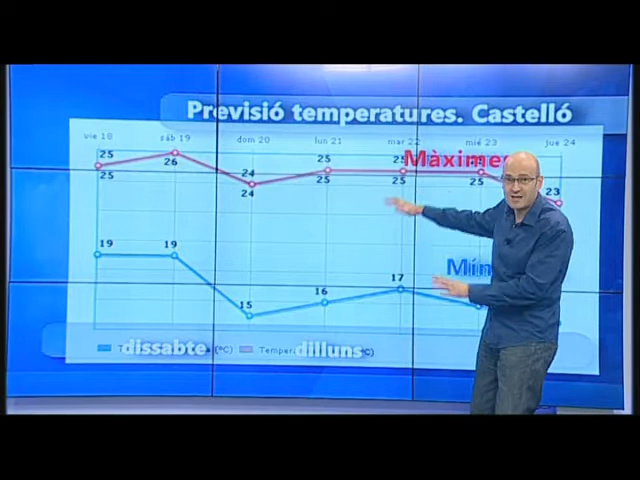 Previsió temperatures. Castelló
vie 18 sáb 19 dom 20 lun 21 mar 22 mié 23 jue 24
Màximes
25 26 24 25 25 25 23
25 24 25 25 25
19 19 15 16 17
dissabte dilluns